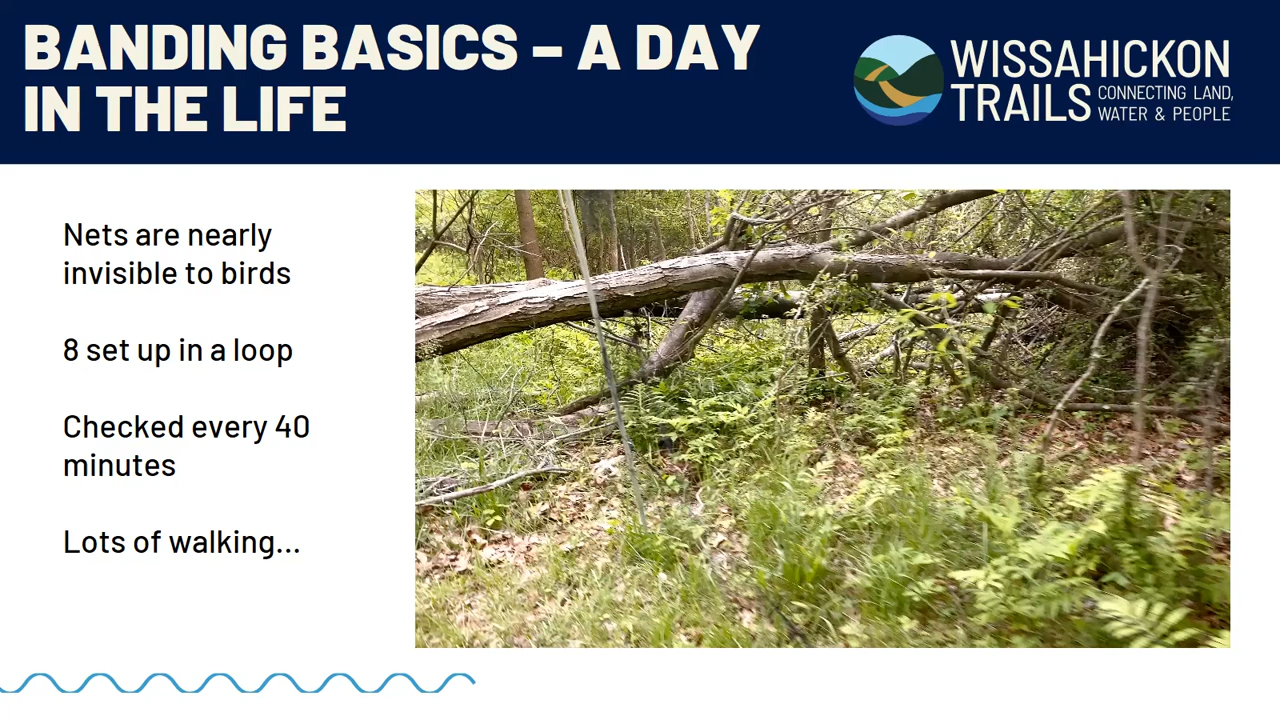 BANDING BASICS – A DAY
IN THE LIFE
WISSAHICKON
TRAILS CONNECTING LAND,
WATER & PEOPLE
Nets are nearly
invisible to birds
8 set up in a loop
Checked every 40
minutes
Lots of walking...